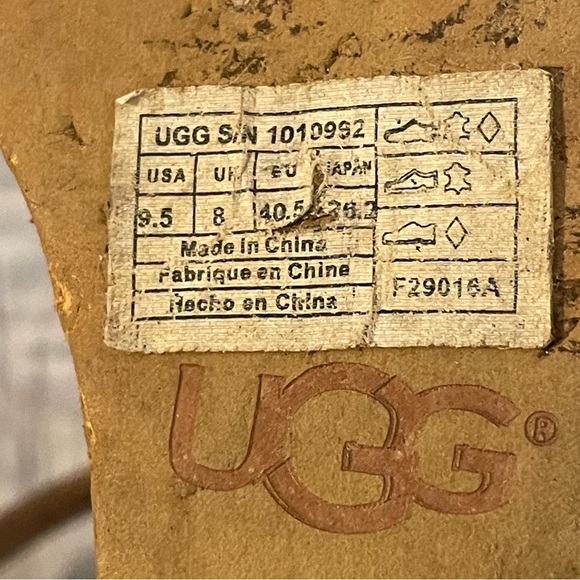 UGG S/N 1010992
USA UK EU JAPAN
9.5 8 40.5 26.2
Made in China
Fabrique en Chine
Hecho en China
F29016A
UGG®